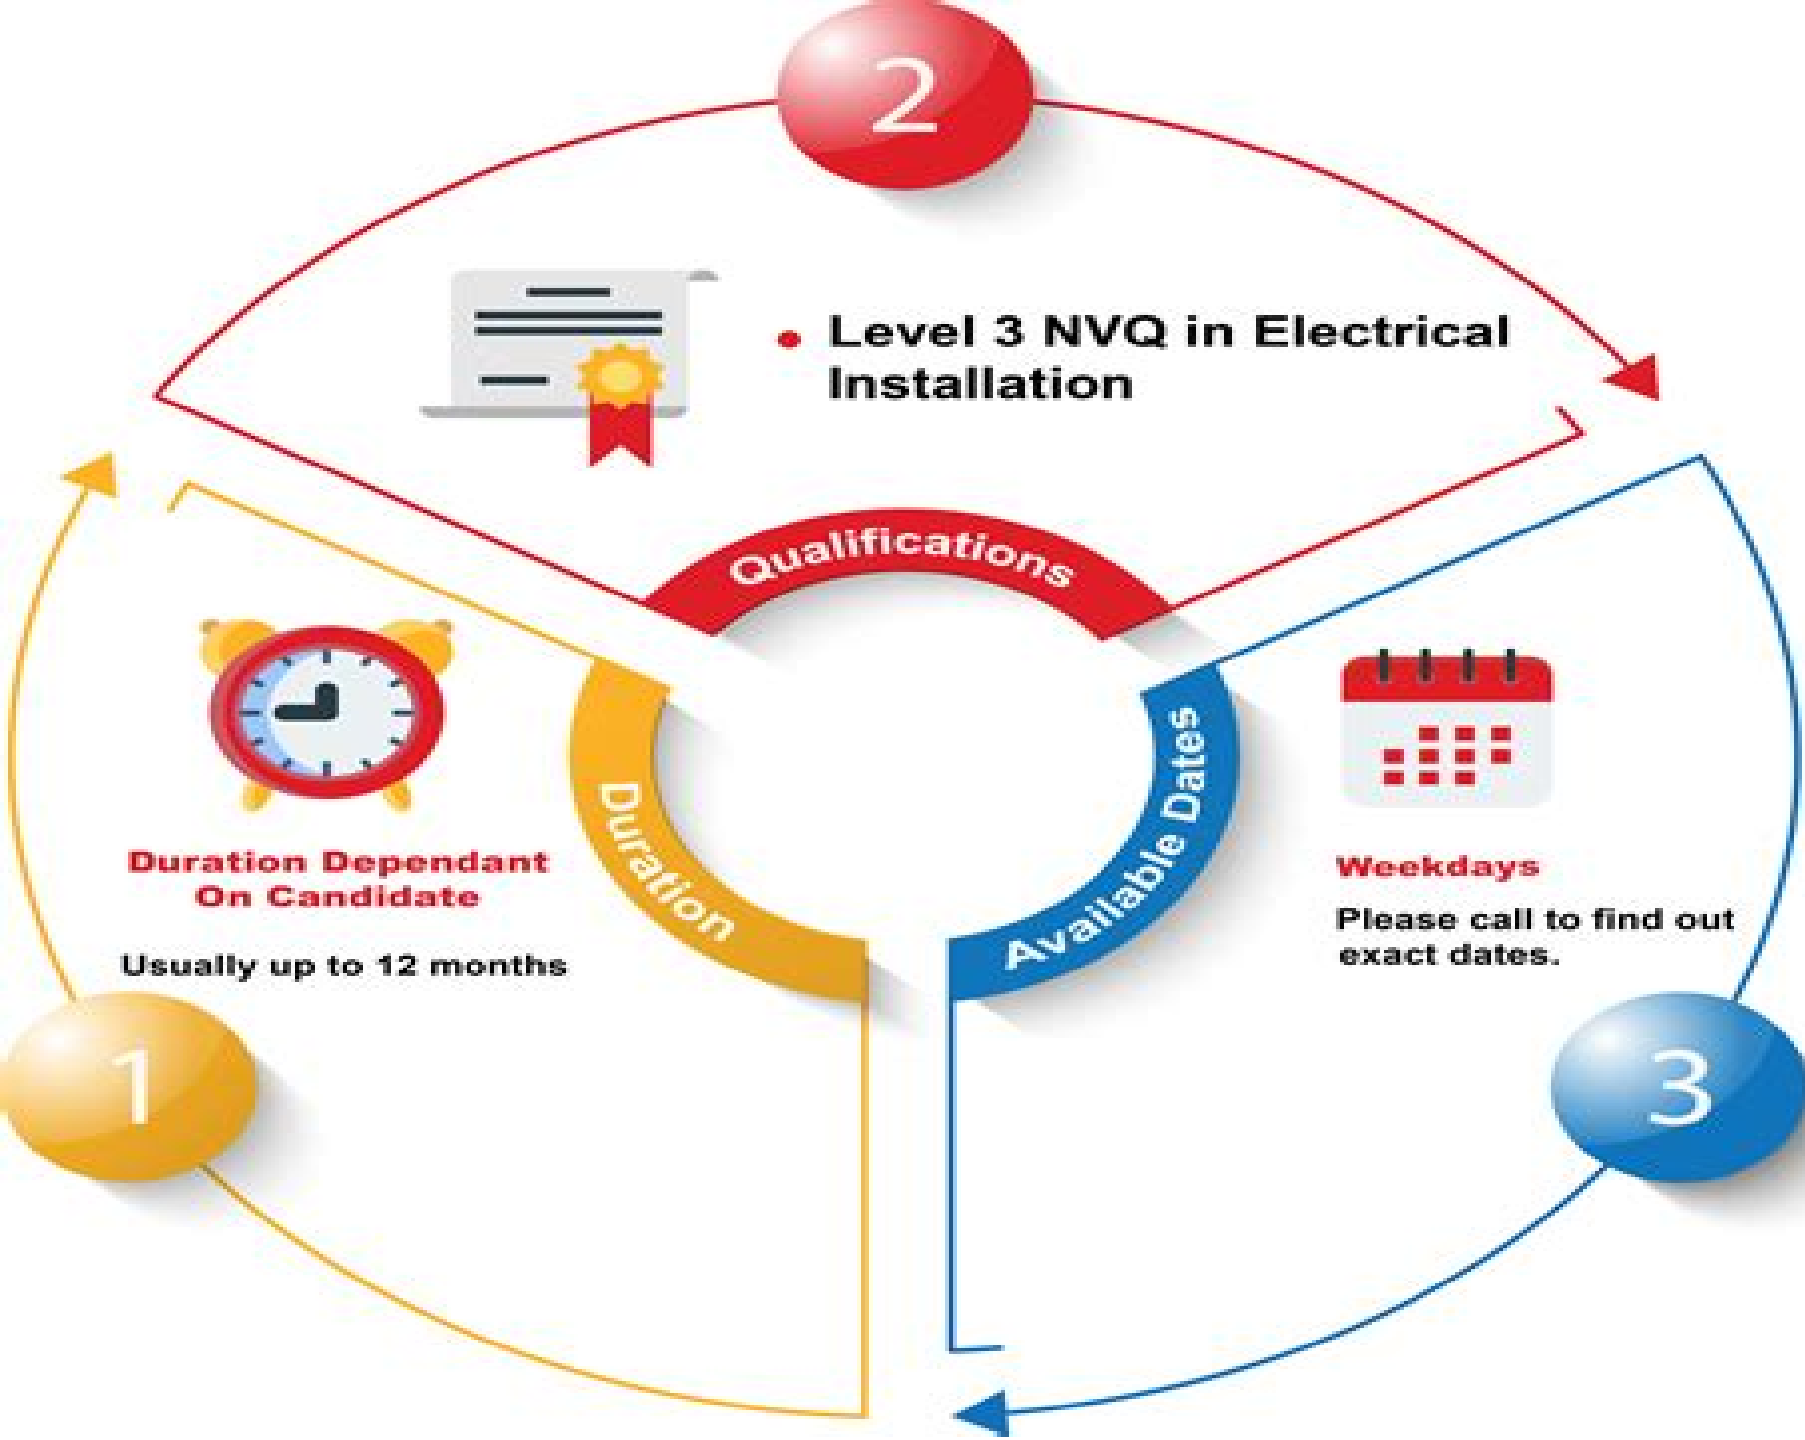 2
• Level 3 NVQ in Electrical
Installation
Qualifications
Duration
Available Dates
Duration Dependant
On Candidate
Usually up to 12 months
Weekdays
Please call to find out
exact dates.
1
3